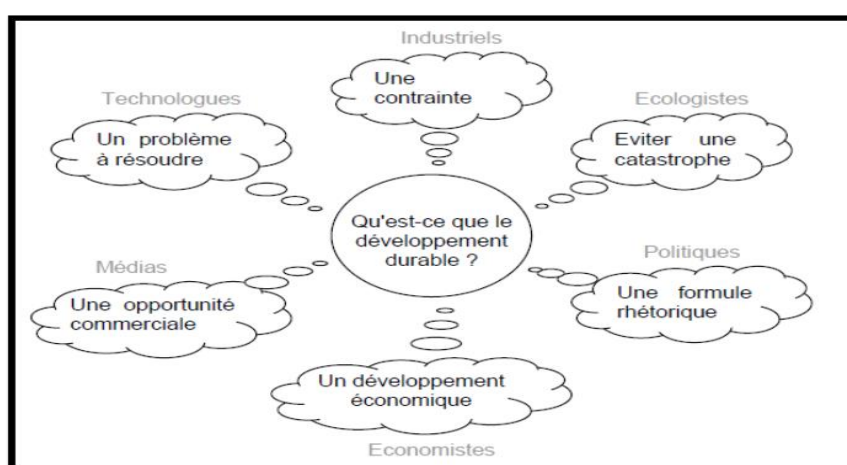 Industriels
Une
contrainte
Technologues
Un problème
à résoudre
Ecologistes
Eviter une
catastrophe
Qu'est-ce que le
développement
durable ?
Médias
Une opportunité
commerciale
Politiques
Une formule
rhétorique
Un développement
économique
Economistes